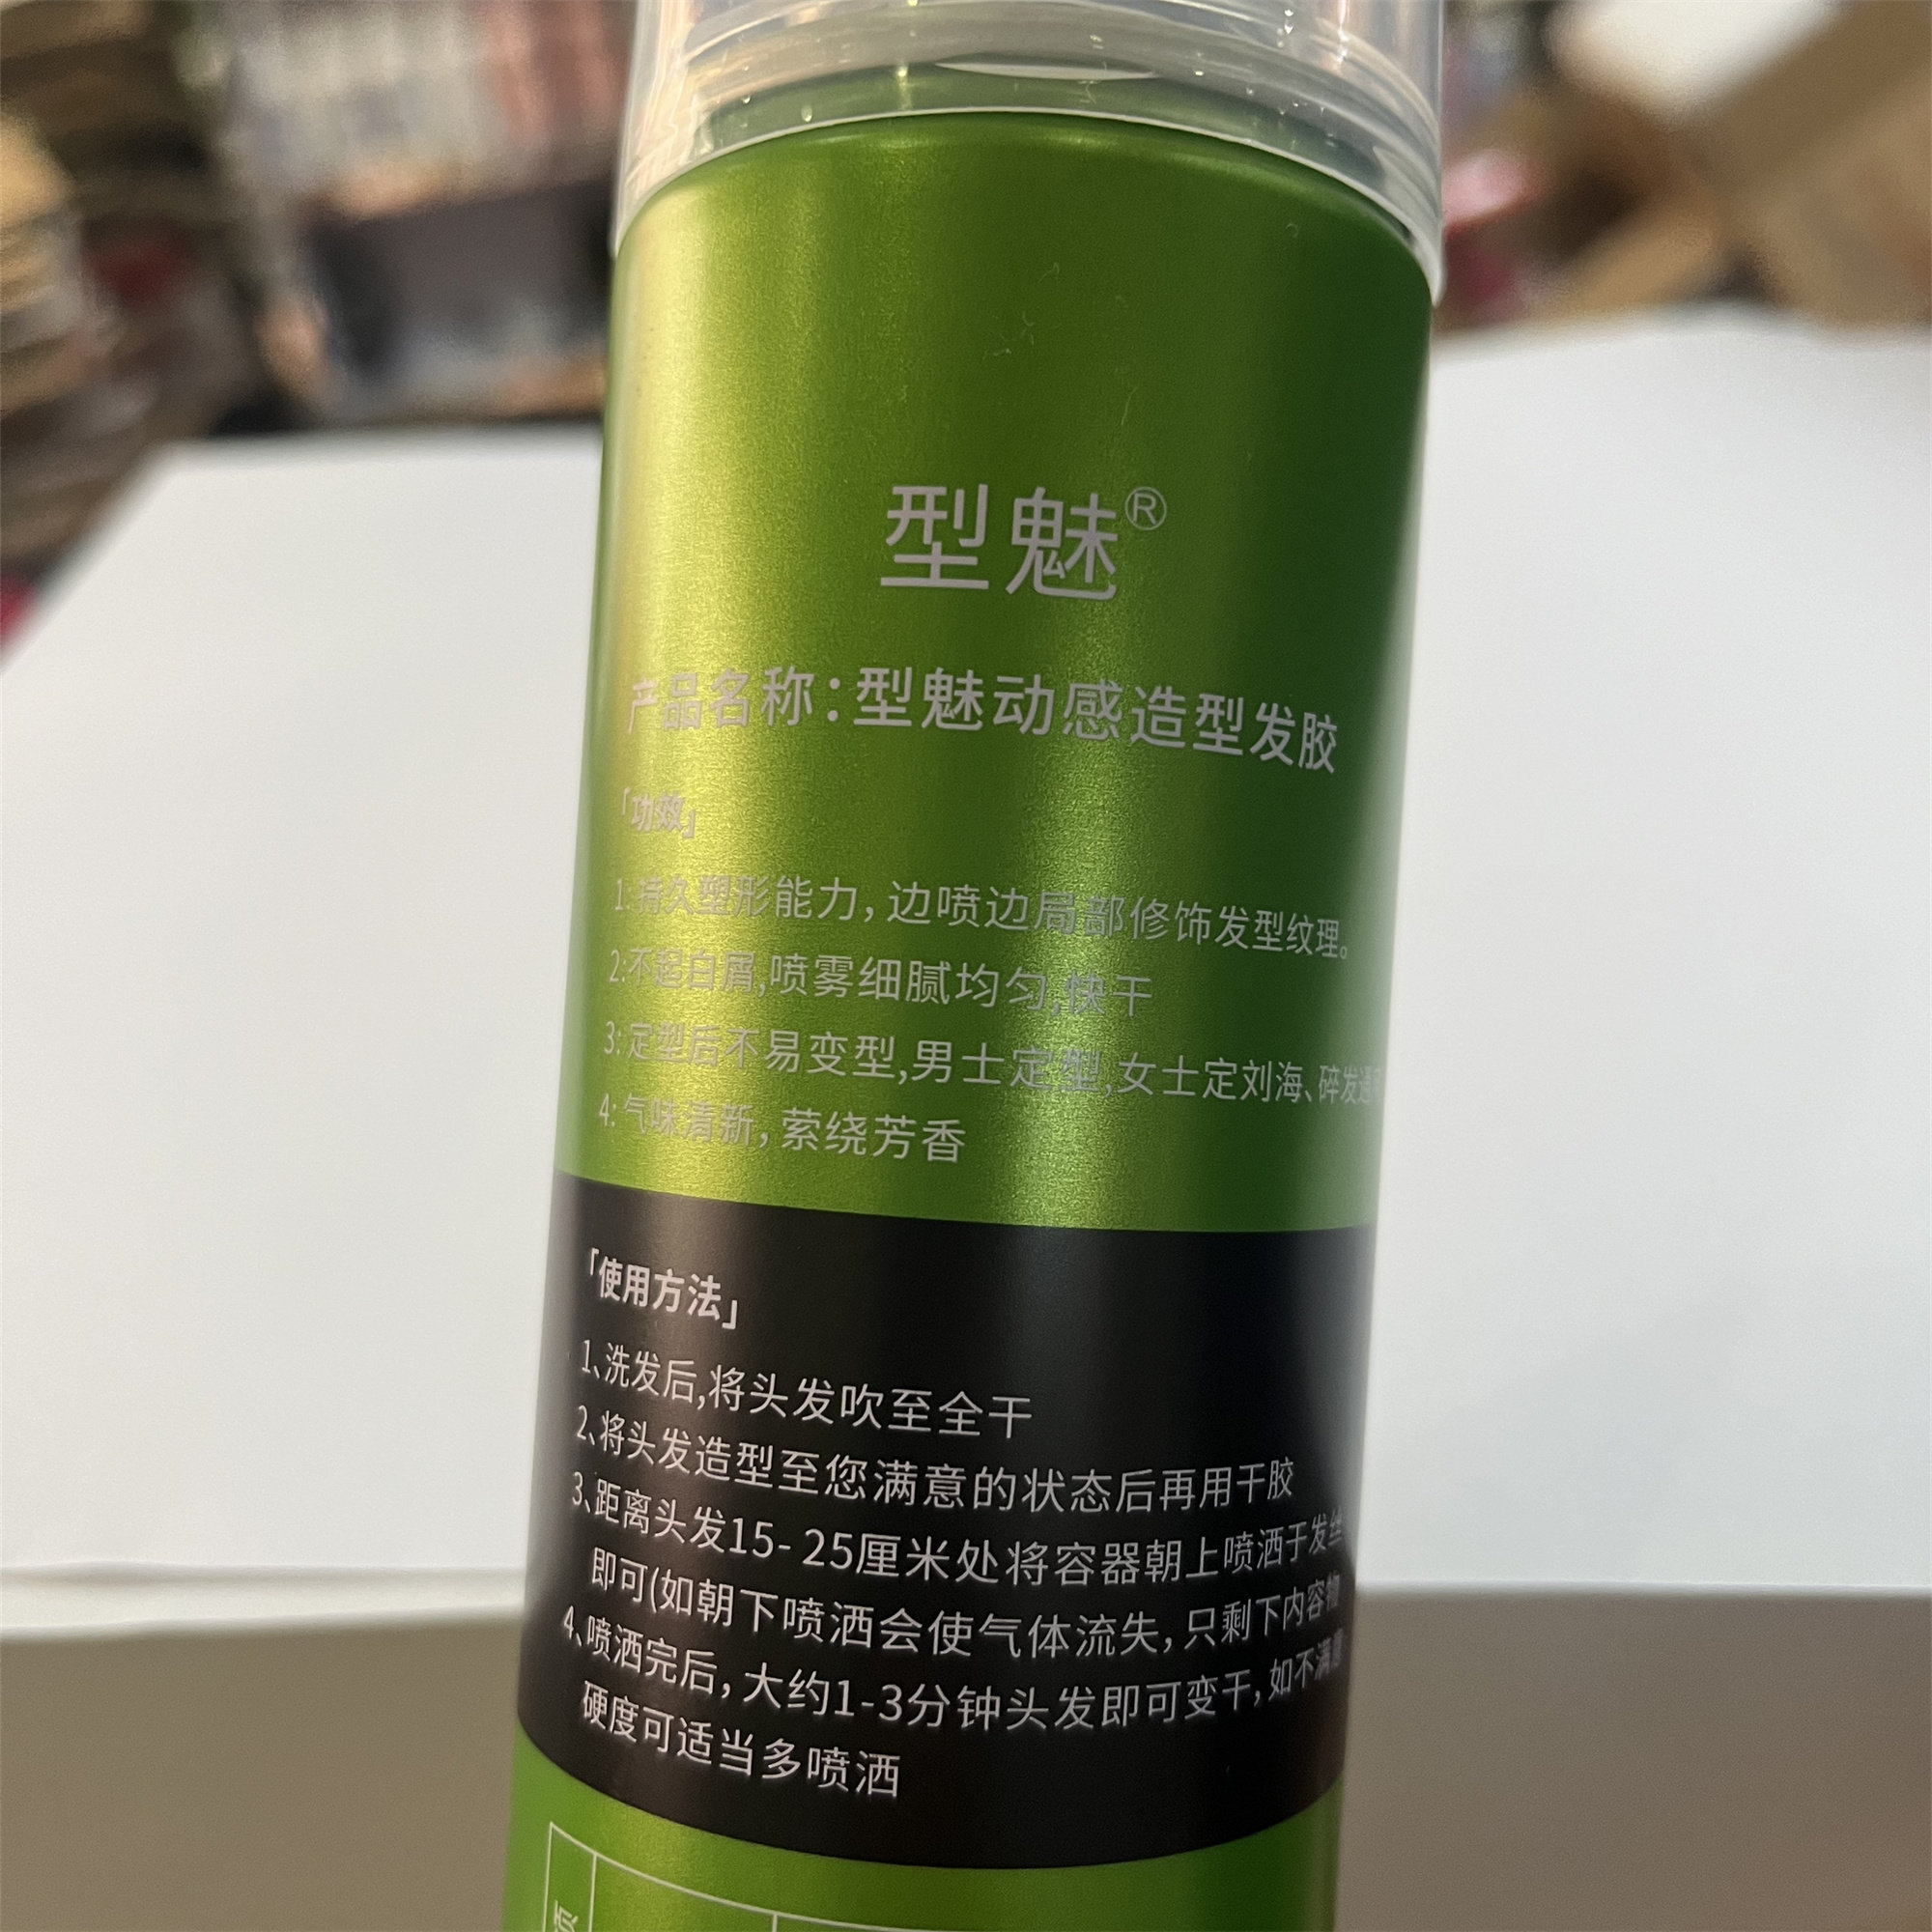 型魅®
产品名称：型魅动感造型发胶
「功效」
1:持久塑形能力，边喷边局部修饰发型纹理。
2:不起白屑,喷雾细腻均匀,快干
3:定型后不易变型,男士定型,女士定刘海、碎发通
4:气味清新，萦绕芳香
「使用方法」
1、洗发后,将头发吹至全干
2、将头发造型至您满意的状态后再用干胶
3、距离头发15-25厘米处将容器朝上喷洒于发丝
即可(如朝下喷洒会使气体流失，只剩下内容物
4、喷洒完后，大约1-3分钟头发即可变干，如不满意
硬度可适当多喷洒